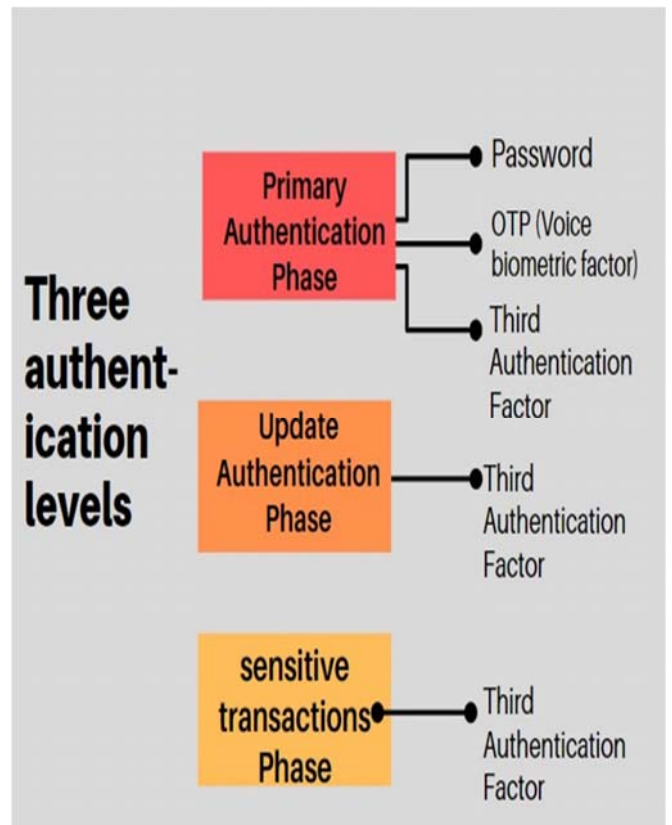 Three
authent-
ication
levels
Primary
Authentication
Phase
Password
OTP (Voice
biometric factor)
Third
Authentication
Factor
Update
Authentication
Phase
Third
Authentication
Factor
sensitive
transactions
Phase
Third
Authentication
Factor